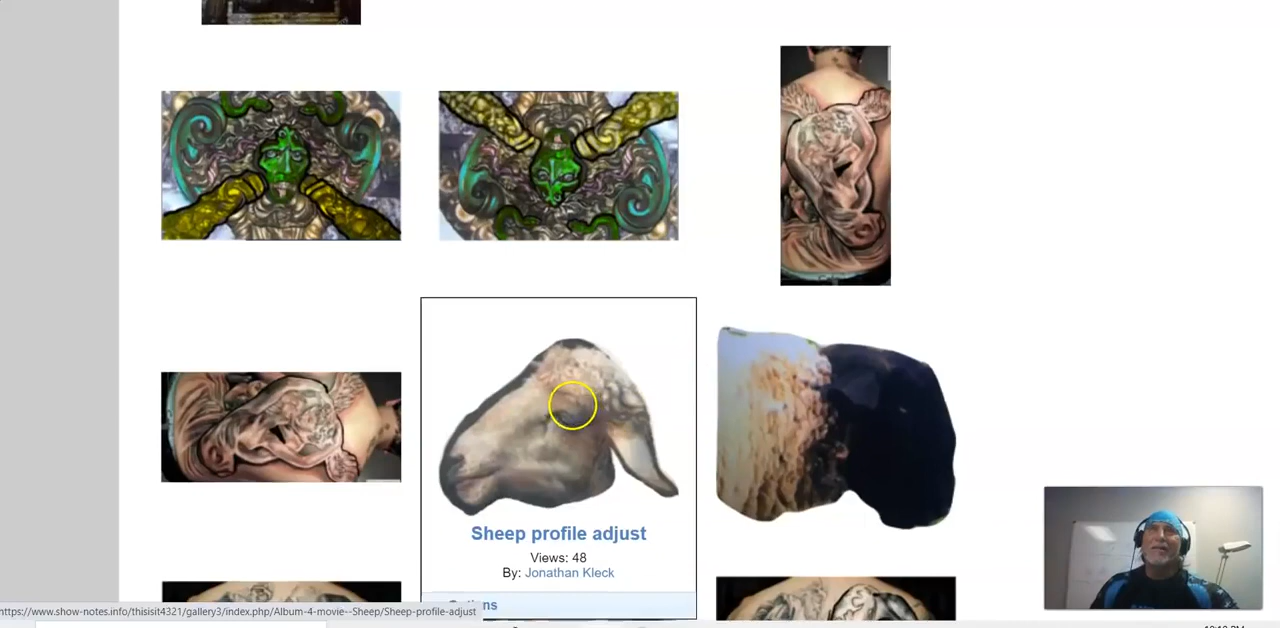 Sheep profile adjust
Views: 48
By: Jonathan Kleck
https://www.show-notes.info/thisisit4321/gallery3/index.php/Album-4-movie--Sheep/Sheep-profile-adjust